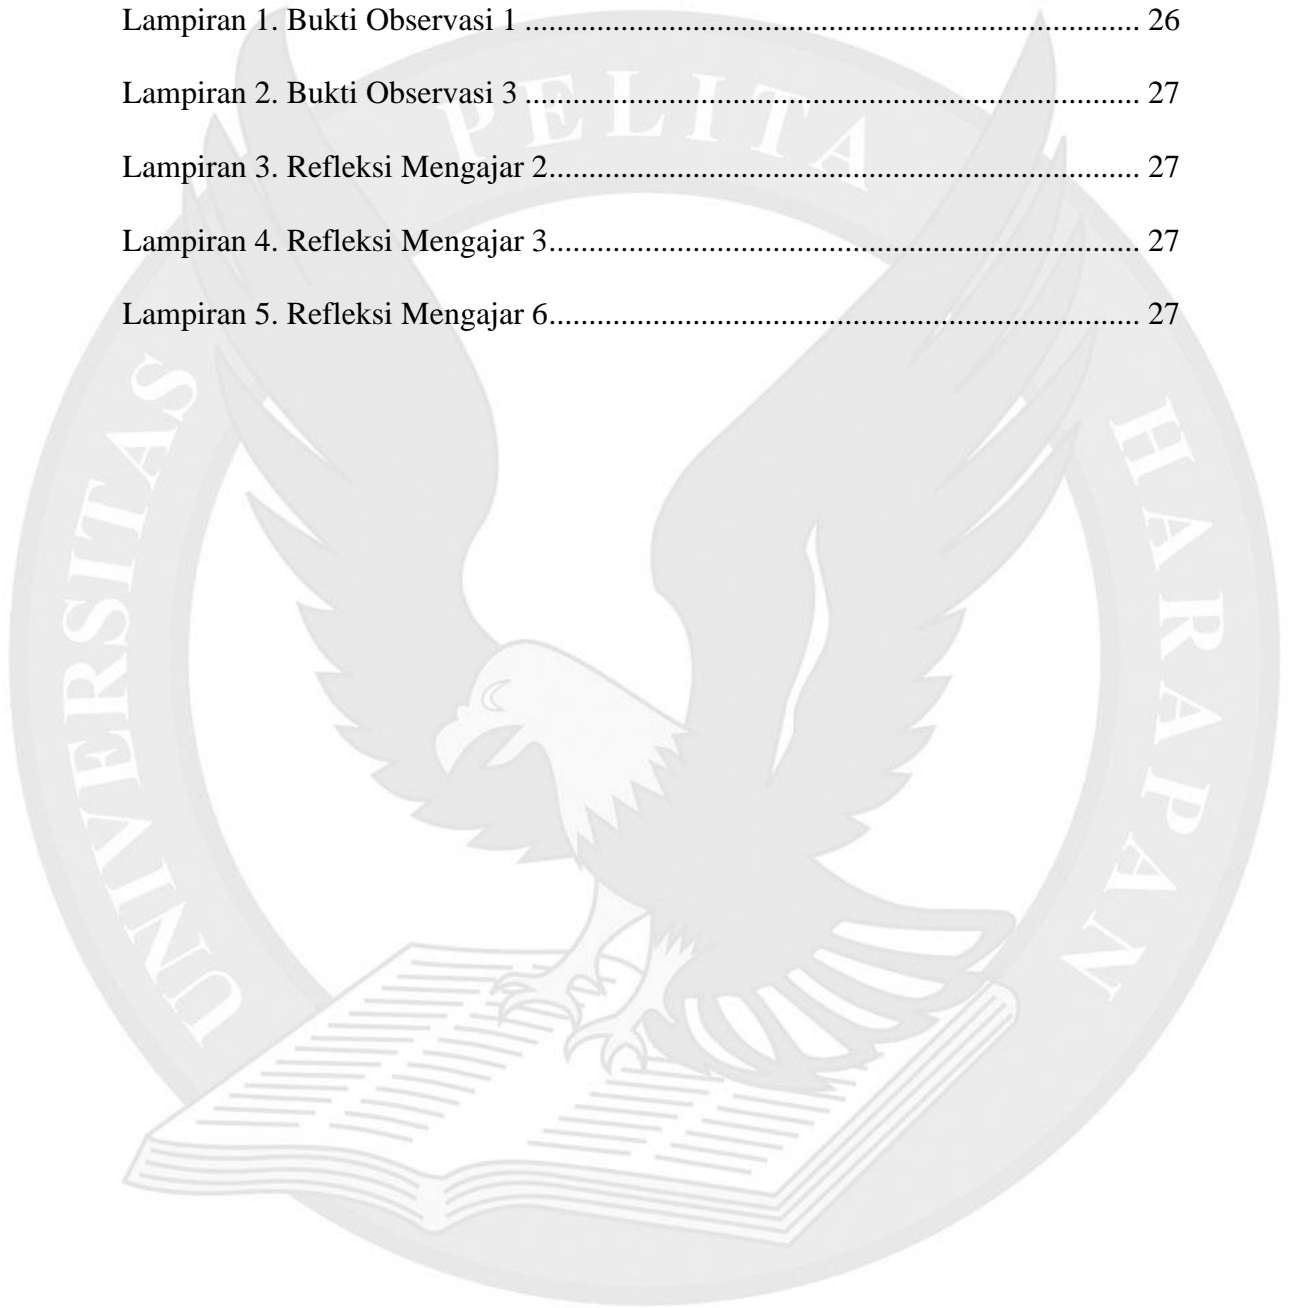 Lampiran 1. Bukti Observasi 1 ................................................................................ 26
Lampiran 2. Bukti Observasi 3 ................................................................................ 27
Lampiran 3. Refleksi Mengajar 2............................................................................. 27
Lampiran 4. Refleksi Mengajar 3............................................................................. 27
Lampiran 5. Refleksi Mengajar 6............................................................................. 27
UNIVERSITAS PELITA HARAPAN